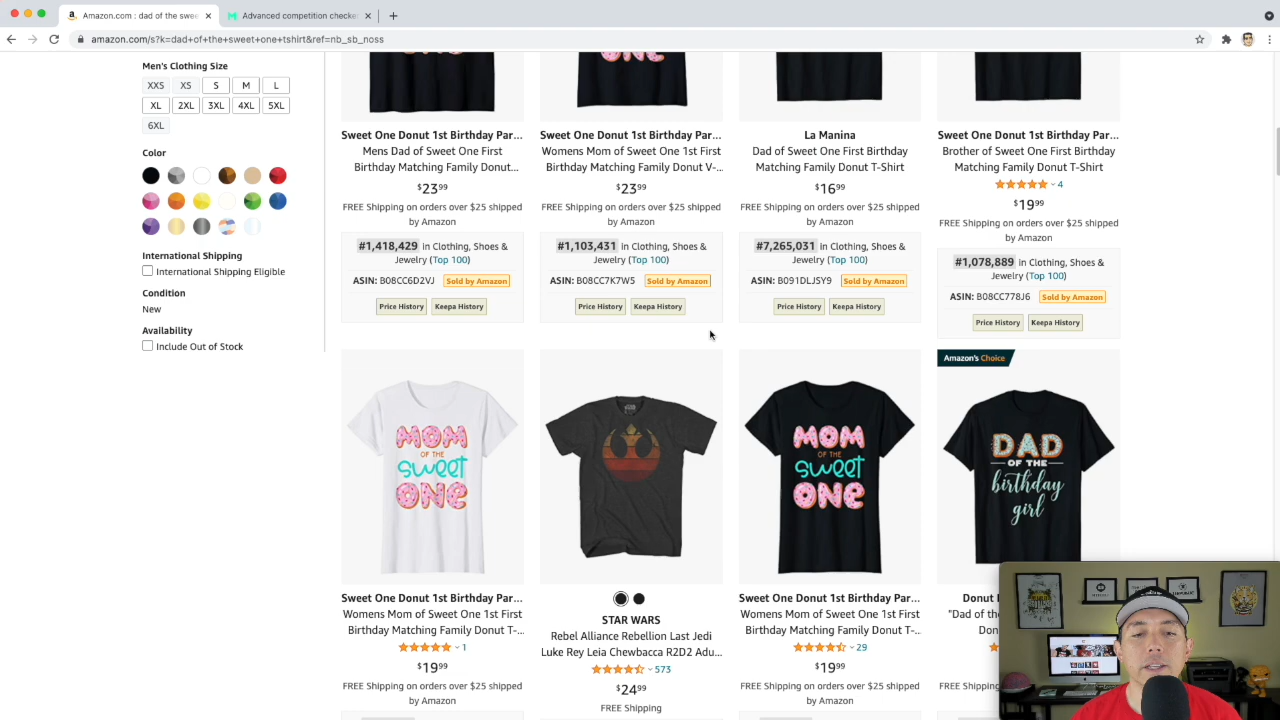 Amazon.com : dad of the swee
Advanced competition checke
amazon.com/s?k=dad+of+the+sweet+one+tshirt&ref=nb_sb_noss
Men's Clothing Size
XXS XS S M L
XL 2XL 3XL 4XL 5XL
6XL
Color
International Shipping
International Shipping Eligible
Condition
New
Availability
Include Out of Stock
ONE
Sweet One Donut 1st Birthday Par...
Mens Dad of Sweet One First
Birthday Matching Family Donut...
$23.99
FREE Shipping on orders over $25 shipped
by Amazon
#1,418,429 in Clothing, Shoes &
Jewelry (Top 100)
ASIN: B08CC6D2VJ Sold by Amazon
Price History Keepa History
Sweet One Donut 1st Birthday Par...
Womens Mom of Sweet One 1st First
Birthday Matching Family Donut V-...
$23.99
FREE Shipping on orders over $25 shipped
by Amazon
#1,103,431 in Clothing, Shoes &
Jewelry (Top 100)
ASIN: B08CC7K7W5 Sold by Amazon
Price History Keepa History
La Manina
Dad of Sweet One First Birthday
Matching Family Donut T-Shirt
$16.99
FREE Shipping on orders over $25 shipped
by Amazon
#7,265,031 in Clothing, Shoes &
Jewelry (Top 100)
ASIN: B091DLJSY9 Sold by Amazon
Price History Keepa History
Sweet One Donut 1st Birthday Par...
Brother of Sweet One First Birthday
Matching Family Donut T-Shirt
4
$19.99
FREE Shipping on orders over $25 shipped
by Amazon
#1,078,889 in Clothing, Shoes &
Jewelry (Top 100)
ASIN: B08CC778J6 Sold by Amazon
Price History Keepa History
MOM
OF THE
sweet
ONE
Sweet One Donut 1st Birthday Par...
Womens Mom of Sweet One 1st First
Birthday Matching Family Donut T-...
1
$19.99
FREE Shipping on orders over $25 shipped
by Amazon
STAR WARS
Rebel Alliance Rebellion Last Jedi
Luke Rey Leia Chewbacca R2D2 Adu...
573
$24.99
FREE Shipping
MOM
OF THE
sweet
ONE
Sweet One Donut 1st Birthday Par...
Womens Mom of Sweet One 1st First
Birthday Matching Family Donut T-...
29
$19.99
FREE Shipping on orders over $25 shipped
by Amazon
Amazon's Choice
DAD
OF THE
birthday
girl
Donut
"Dad of the
Don
FREE Shipp